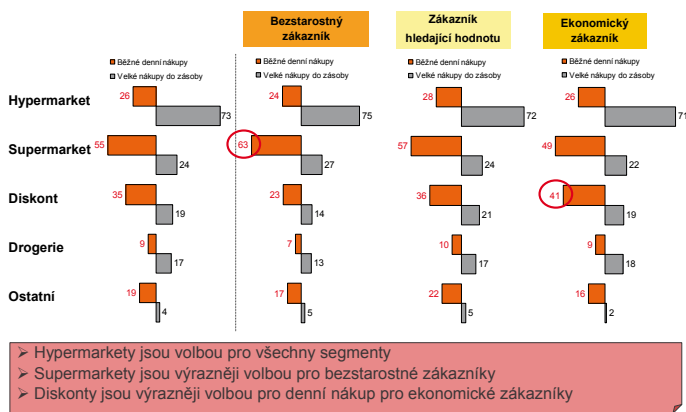 Bezstarostný
zákazník
Zákazník
hledající hodnotu
Ekonomický
zákazník
Běžné denní nákupy
Velké nákupy do zásoby
Běžné denní nákupy
Velké nákupy do zásoby
Běžné denní nákupy
Velké nákupy do zásoby
Běžné denní nákupy
Velké nákupy do zásoby
Hypermarket 26 73 24 75 28 72 26 71
Supermarket 55 24 63 27 57 24 49 22
Diskont 35 19 23 14 36 21 41 19
Drogerie 9 17 7 13 10 17 9 18
Ostatní 19 4 17 5 22 5 16 2
➢ Hypermarkety jsou volbou pro všechny segmenty
➢ Supermarkety jsou výrazněji volbou pro bezstarostné zákazníky
➢ Diskonty jsou výrazněji volbou pro denní nákup pro ekonomické zákazníky